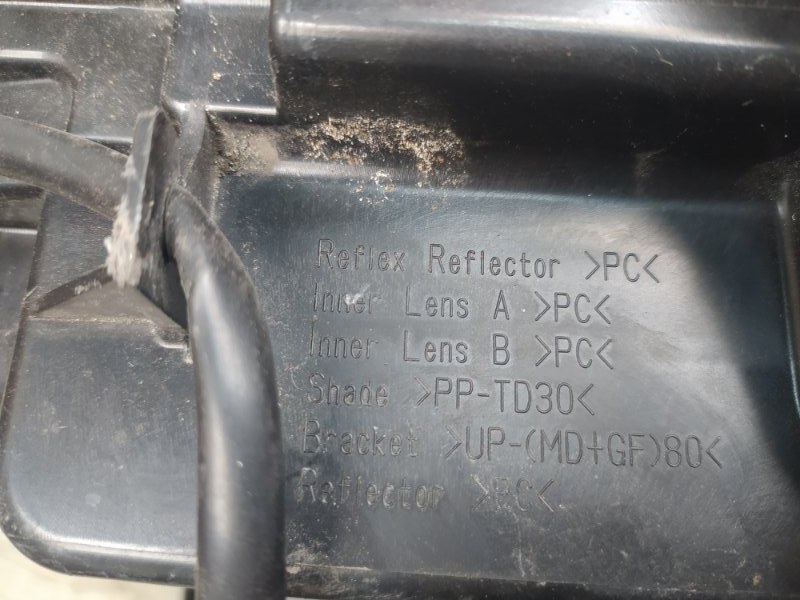 Reflex Reflector >PC<
Inner Lens A >PC<
Inner Lens B >PC<
Shade >PP-TD30<
Bracket >UP-(MD+GF)80<
Reflector >PC<